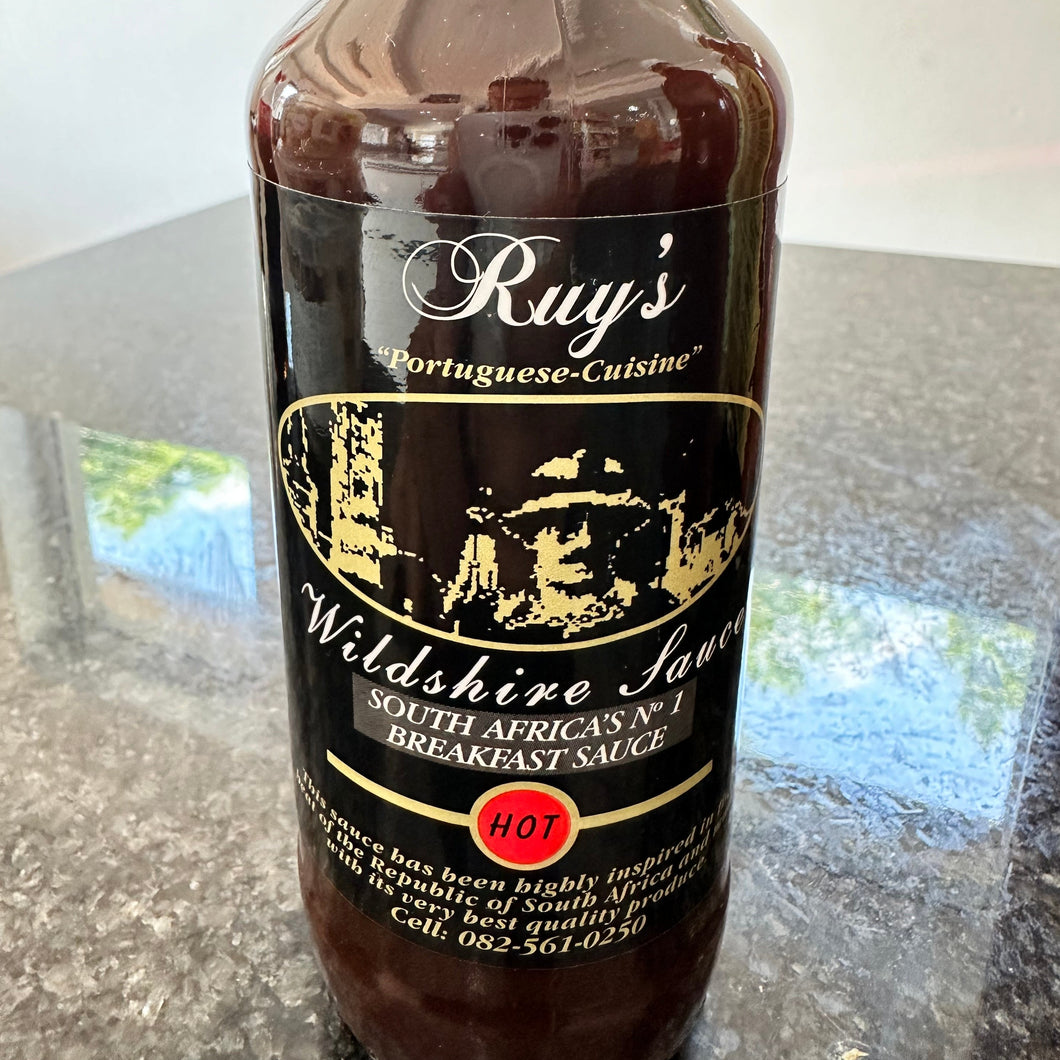 Ruy's
"Portuguese-Cuisine"
Wildshire Sauce
SOUTH AFRICA'S Nº 1
BREAKFAST SAUCE
HOT
This sauce has been highly inspired in
of the Republic of South Africa and
with its very best quality produce.
Cell: 082-561-0250